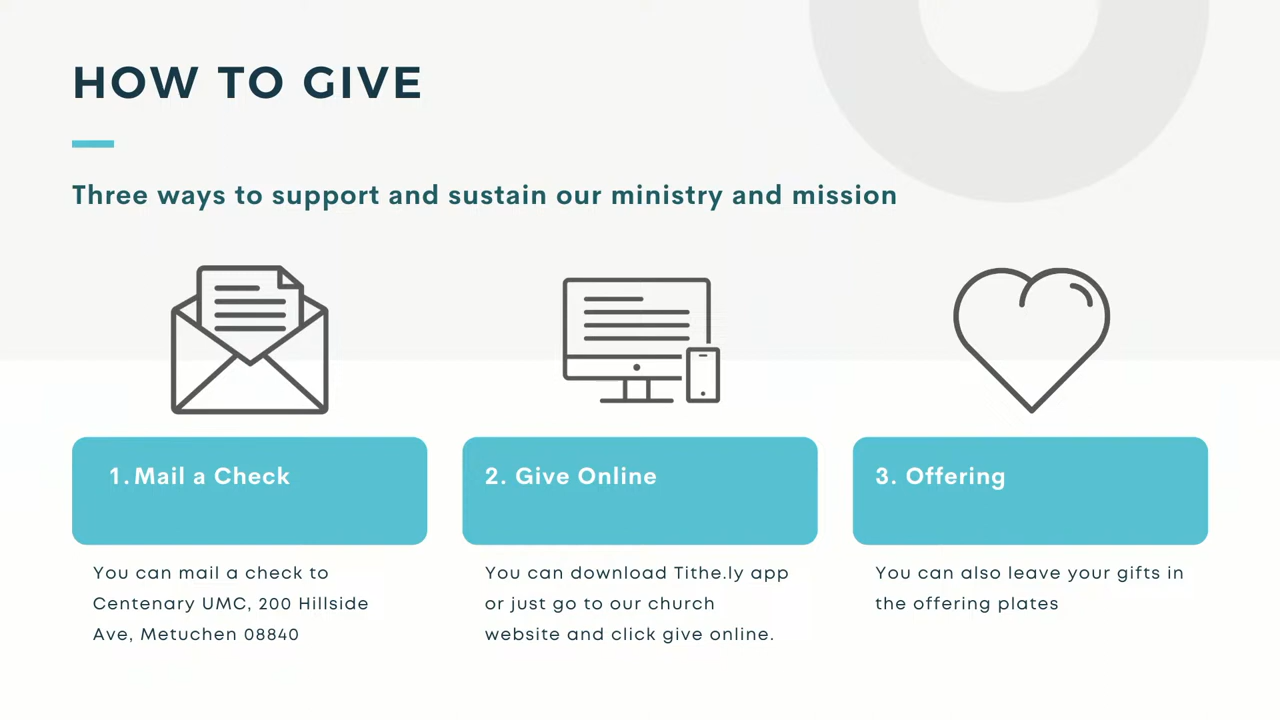 HOW TO GIVE
Three ways to support and sustain our ministry and mission
1. Mail a Check
You can mail a check to
Centenary UMC, 200 Hillside
Ave, Metuchen 08840
2. Give Online
You can download Tithe.ly app
or just go to our church
website and click give online.
3. Offering
You can also leave your gifts in
the offering plates